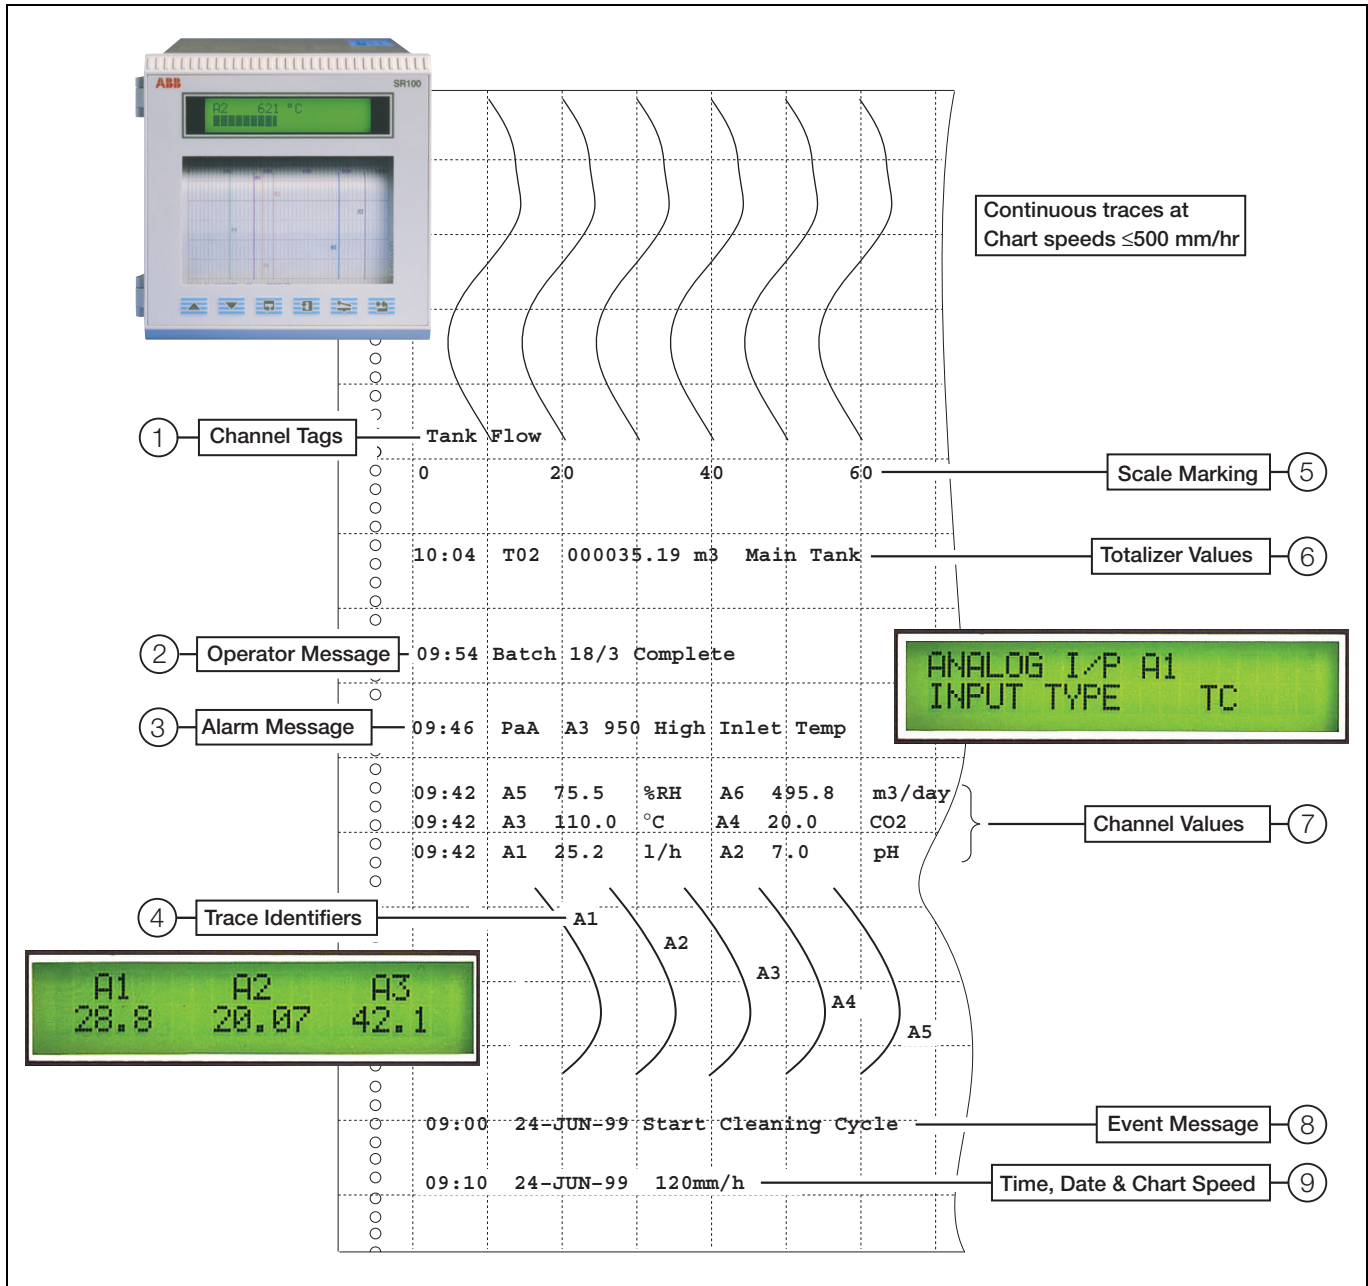 ABB
SR100
A2 621 °C
Continuous traces at
Chart speeds ≤500 mm/hr
1 Channel Tags
Tank Flow
0 20 40 60
Scale Marking 5
10:04 T02 000035.19 m3 Main Tank
Totalizer Values 6
2 Operator Message
09:54 Batch 18/3 Complete
ANALOG I/P A1
INPUT TYPE TC
3 Alarm Message
09:46 PaA A3 950 High Inlet Temp
09:42 A5 75.5 %RH A6 495.8 m3/day
09:42 A3 110.0 °C A4 20.0 CO2
09:42 A1 25.2 l/h A2 7.0 pH
Channel Values 7
4 Trace Identifiers
A1
A2
A3
A4
A5
A1 A2 A3
28.8 20.07 42.1
09:00 24-JUN-99 Start Cleaning Cycle
Event Message 8
09:10 24-JUN-99 120mm/h
Time, Date & Chart Speed 9